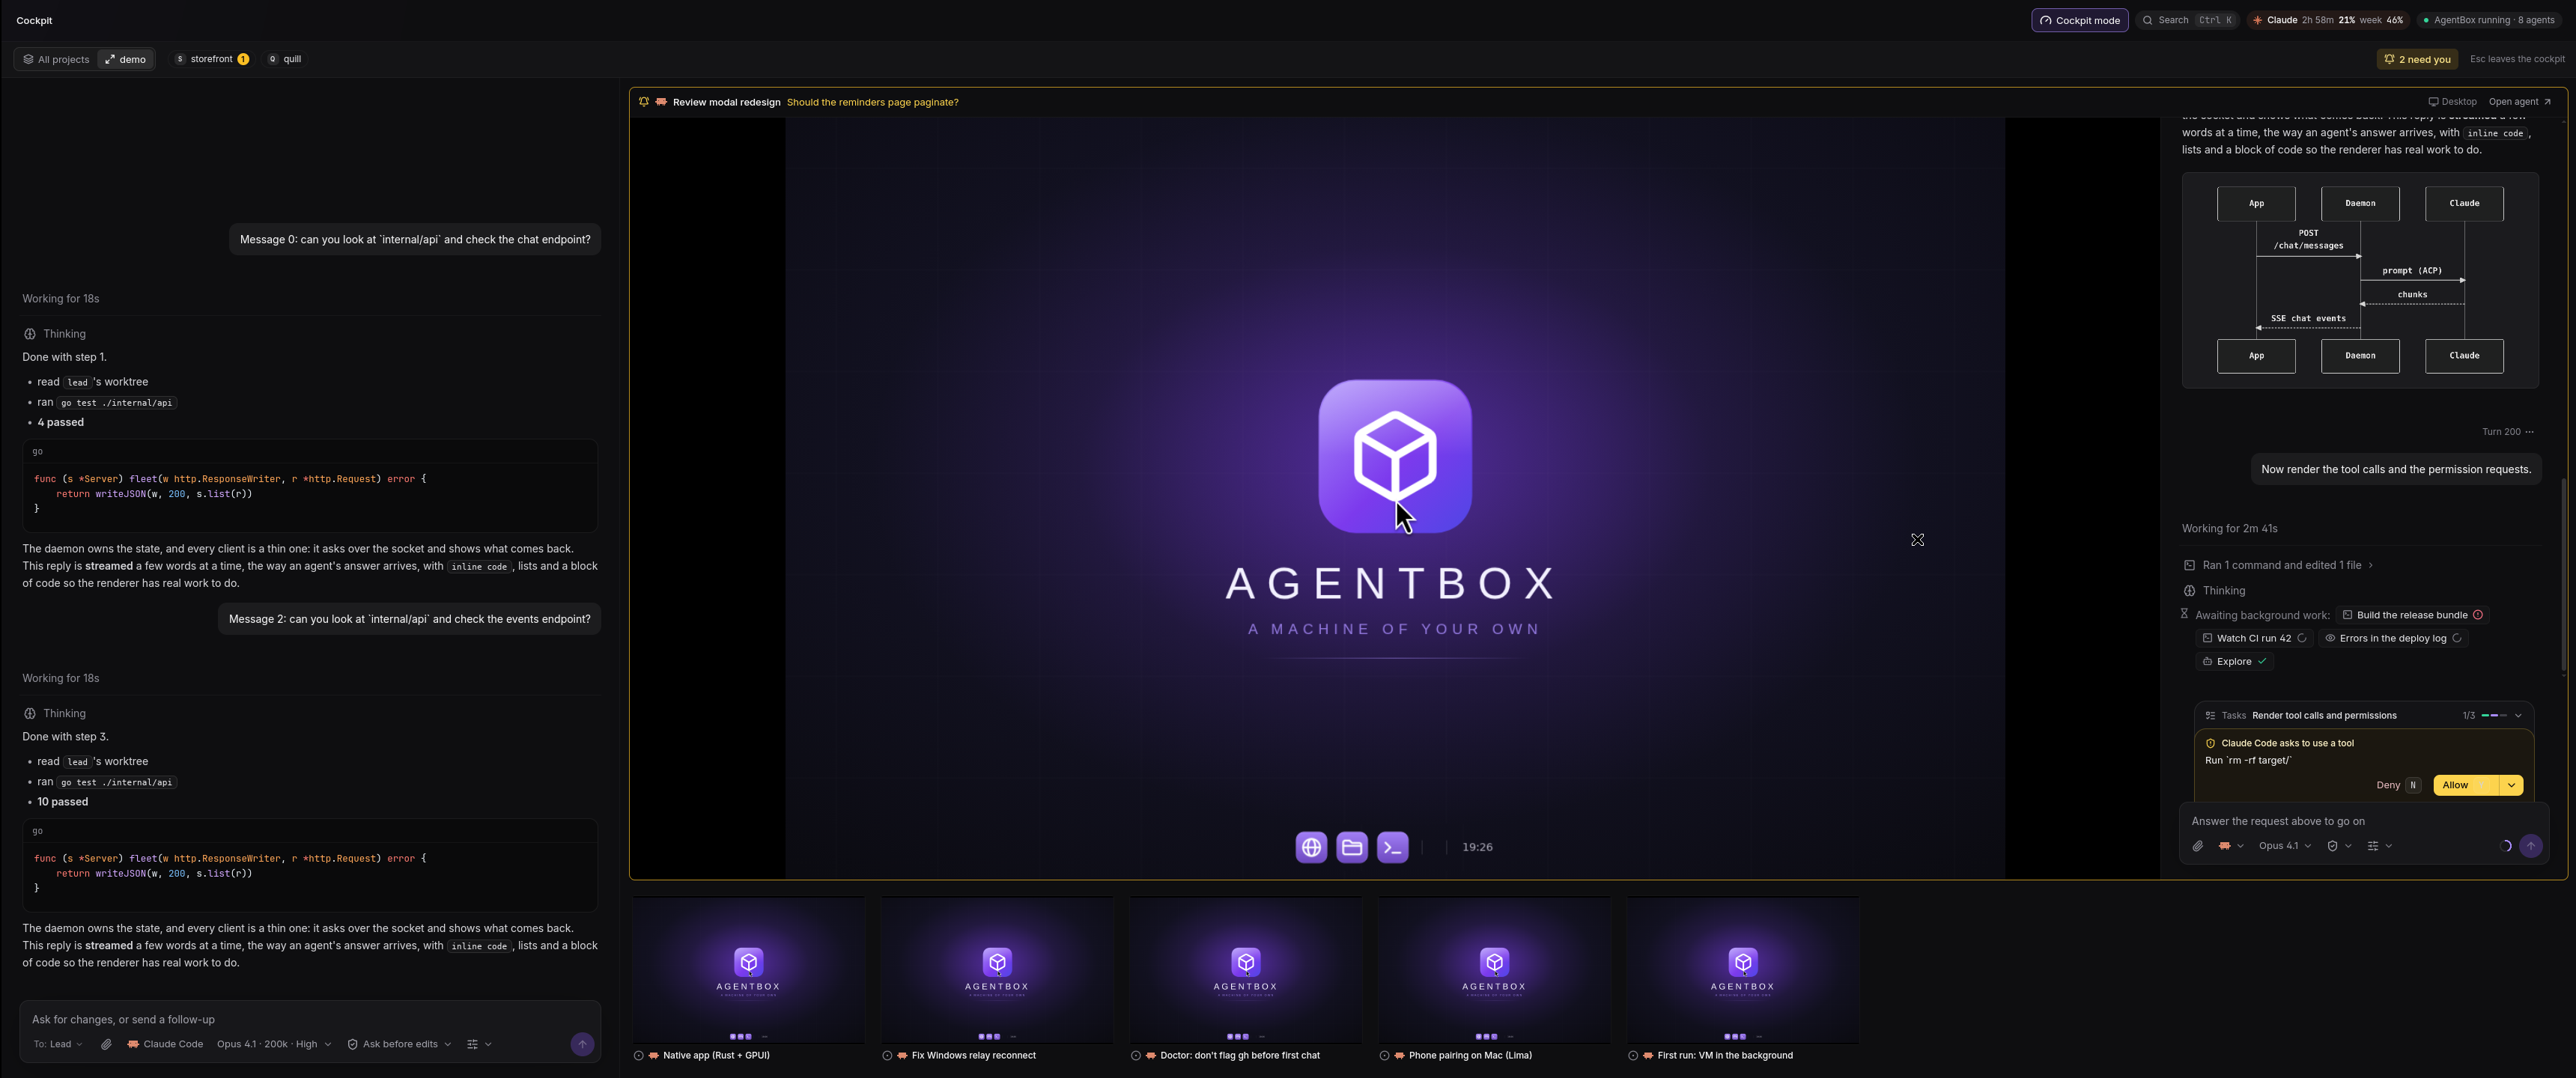 Cockpit
Cockpit mode
Search Ctrl K
Claude 2h 58m 21% week 46%
AgentBox running · 8 agents
All projects
demo
S storefront 1
Q quill
2 need you
Esc leaves the cockpit
Message 0: can you look at `internal/api` and check the chat endpoint?
Working for 18s
Thinking
Done with step 1.
• read lead's worktree
• ran go test ./internal/api
• 4 passed
go
func (s *Server) fleet(w http.ResponseWriter, r *http.Request) error {
return writeJSON(w, 200, s.list(r))
}
The daemon owns the state, and every client is a thin one: it asks over the socket and shows what comes back.
This reply is streamed a few words at a time, the way an agent's answer arrives, with inline code, lists and a block
of code so the renderer has real work to do.
Message 2: can you look at `internal/api` and check the events endpoint?
Working for 18s
Thinking
Done with step 3.
• read lead's worktree
• ran go test ./internal/api
• 10 passed
go
func (s *Server) fleet(w http.ResponseWriter, r *http.Request) error {
return writeJSON(w, 200, s.list(r))
}
The daemon owns the state, and every client is a thin one: it asks over the socket and shows what comes back.
This reply is streamed a few words at a time, the way an agent's answer arrives, with inline code, lists and a block
of code so the renderer has real work to do.
Ask for changes, or send a follow-up
To: Lead
Claude Code
Opus 4.1 · 200k · High
Ask before edits
Review modal redesign Should the reminders page paginate?
Desktop
Open agent
AGENTBOX
A MACHINE OF YOUR OWN
19:26
words at a time, the way an agent's answer arrives, with inline code,
lists and a block of code so the renderer has real work to do.
App Daemon Claude
POST
/chat/messages
prompt (ACP)
chunks
SSE chat events
App Daemon Claude
Turn 200 ···
Now render the tool calls and the permission requests.
Working for 2m 41s
Ran 1 command and edited 1 file
Thinking
Awaiting background work: Build the release bundle
Watch CI run 42 Errors in the deploy log
Explore
Tasks Render tool calls and permissions 1/3
Claude Code asks to use a tool
Run `rm -rf target/`
Deny N Allow
Answer the request above to go on
Opus 4.1
AGENTBOX
AGENTBOX
AGENTBOX
AGENTBOX
AGENTBOX
Native app (Rust + GPUI)
Fix Windows relay reconnect
Doctor: don't flag gh before first chat
Phone pairing on Mac (Lima)
First run: VM in the background